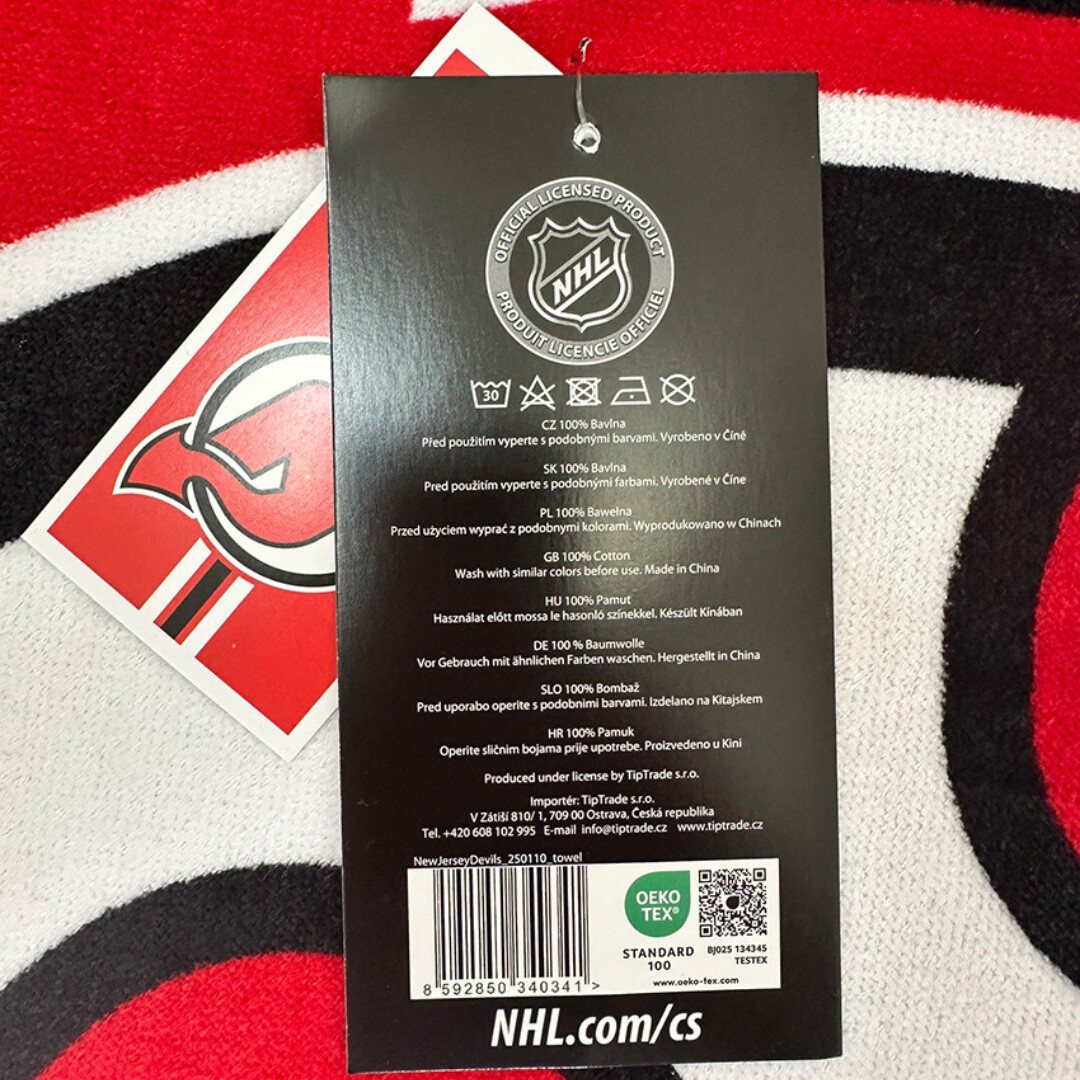 OFFICIAL LICENSED PRODUCT
NHL
PRODUIT LICENCIE OFFICIEL
30
CZ 100% Bavlna
Před použitím vyperte s podobnými barvami. Vyrobeno v Číně
SK 100% Bavlna
Pred použitím vyperte s podobnými farbami. Vyrobené v Číne
PL 100% Bawełna
Przed użyciem wyprać z podobnymi kolorami. Wyprodukowano w Chinach
GB 100% Cotton
Wash with similar colors before use. Made in China
HU 100% Pamut
Használat előtt mossa le hasonló színekkel. Készült Kínában
DE 100 % Baumwolle
Vor Gebrauch mit ähnlichen Farben waschen. Hergestellt in China
SLO 100% Bombaž
Pred uporabo operite s podobnimi barvami. Izdelano na Kitajskem
HR 100% Pamuk
Operite sličnim bojama prije upotrebe. Proizvedeno u Kini
Produced under license by TipTrade s.r.o.
Importér: TipTrade s.r.o.
V Zátiší 810/ 1, 709 00 Ostrava, Česká republika
Tel. +420 608 102 995 E-mail info@tiptrade.cz www.tiptrade.cz
NewJerseyDevils_250110_towel
8 592850 340341 >
OEKO
TEX®
STANDARD
100
BJ025 134345
TESTEX
www.oeko-tex.com
NHL.com/cs